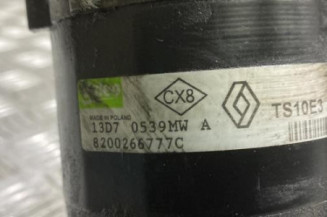 CX8
TS10E3
MADE IN POLAND
13D7 0539MW A
8200266777C